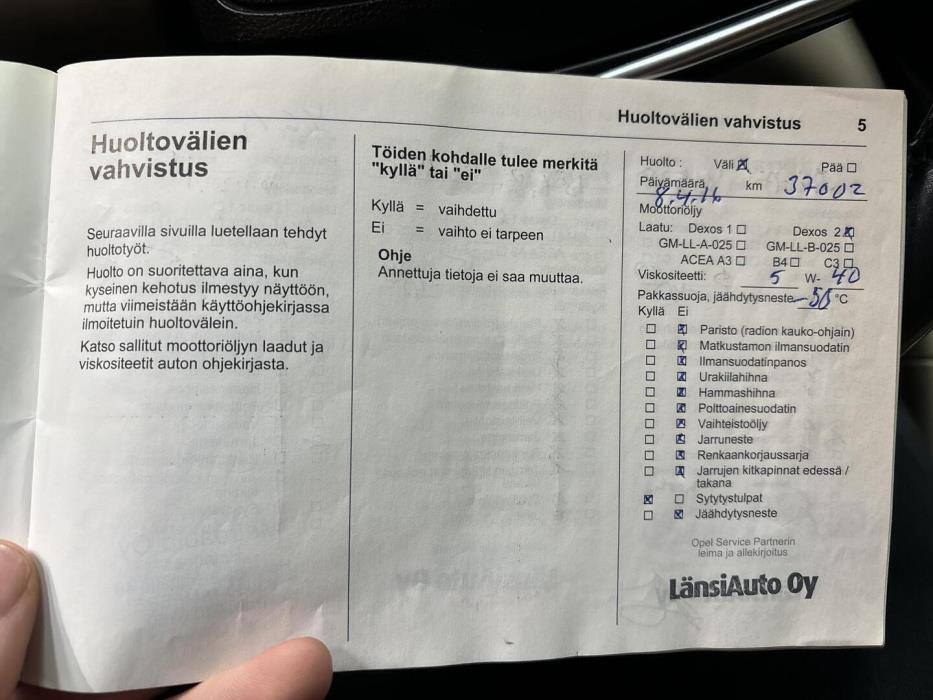 Huoltovälien vahvistus 5
Huoltovälien
vahvistus
Seuraavilla sivuilla luetellaan tehdyt
huoltotyöt.
Huolto on suoritettava aina, kun
kyseinen kehotus ilmestyy näyttöön,
mutta viimeistään käyttöohjekirjassa
ilmoitetuin huoltovälein.
Katso sallitut moottoriöljyn laadut ja
viskositeetit auton ohjekirjasta.
Töiden kohdalle tulee merkitä
"kyllä" tai "ei"
Kyllä = vaihdettu
Ei = vaihto ei tarpeen
Ohje
Annettuja tietoja ei saa muuttaa.
Huolto : Väli ☒ Pää ☐
Päivämäärä 8.4.16 km 37002
Moottoriöljy
Laatu: Dexos 1 ☐ Dexos 2 ☒
GM-LL-A-025 ☐ GM-LL-B-025 ☐
ACEA A3 ☐ B4 ☐ C3 ☐
Viskositeetti: 5 W- 40
Pakkassuoja, jäähdytysneste -58 °C
Kyllä Ei
☐ ☒ Paristo (radion kauko-ohjain)
☐ ☒ Matkustamon ilmansuodatin
☐ ☒ Ilmansuodatinpanos
☐ ☒ Urakiilahihna
☐ ☒ Hammashihna
☐ ☒ Polttoainesuodatin
☐ ☒ Vaihteistoöljy
☐ ☒ Jarruneste
☐ ☒ Renkaankorjaussarja
☐ ☒ Jarrujen kitkapinnat edessä /
takana
☒ ☐ Sytytystulpat
☐ ☒ Jäähdytysneste
Opel Service Partnerin
leima ja allekirjoitus
LänsiAuto Oy